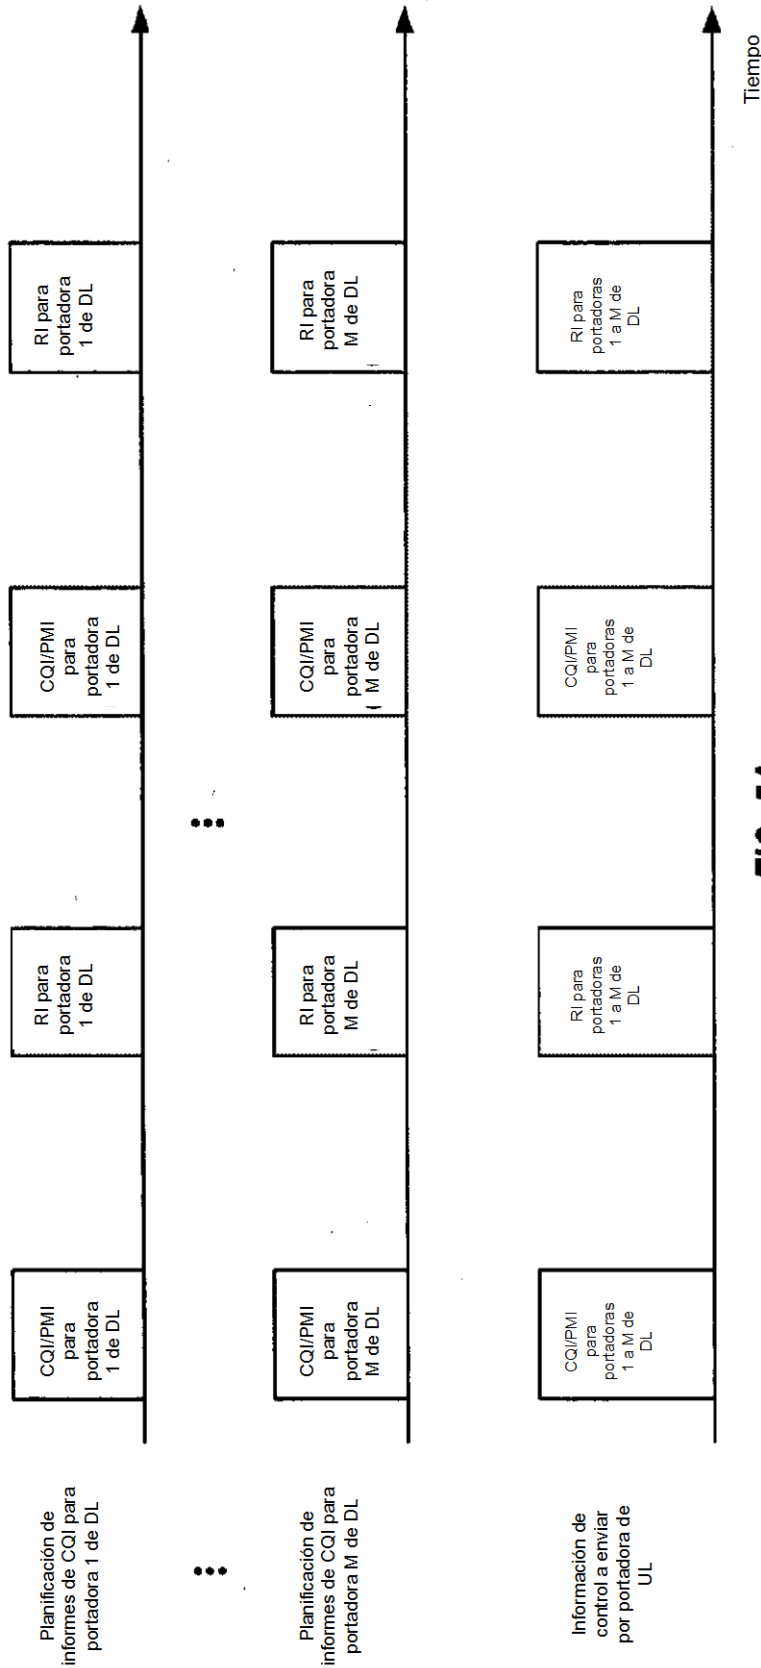 Planificación de
informes de CQI para
portadora 1 de DL
CQI/PMI
para
portadora
1 de DL
RI para
portadora
1 de DL
CQI/PMI
para
portadora
1 de DL
RI para
portadora
1 de DL
Planificación de
informes de CQI para
portadora M de DL
CQI/PMI
para
portadora
M de DL
RI para
portadora
M de DL
CQI/PMI
para
portadora
M de DL
RI para
portadora
M de DL
Información de
control a enviar
por portadora de
UL
CQI/PMI
para
portadoras
1 a M de
DL
RI para
portadoras
1 a M de
DL
CQI/PMI
para
portadoras
1 a M de
DL
RI para
portadoras
1 a M de
DL
Tiempo